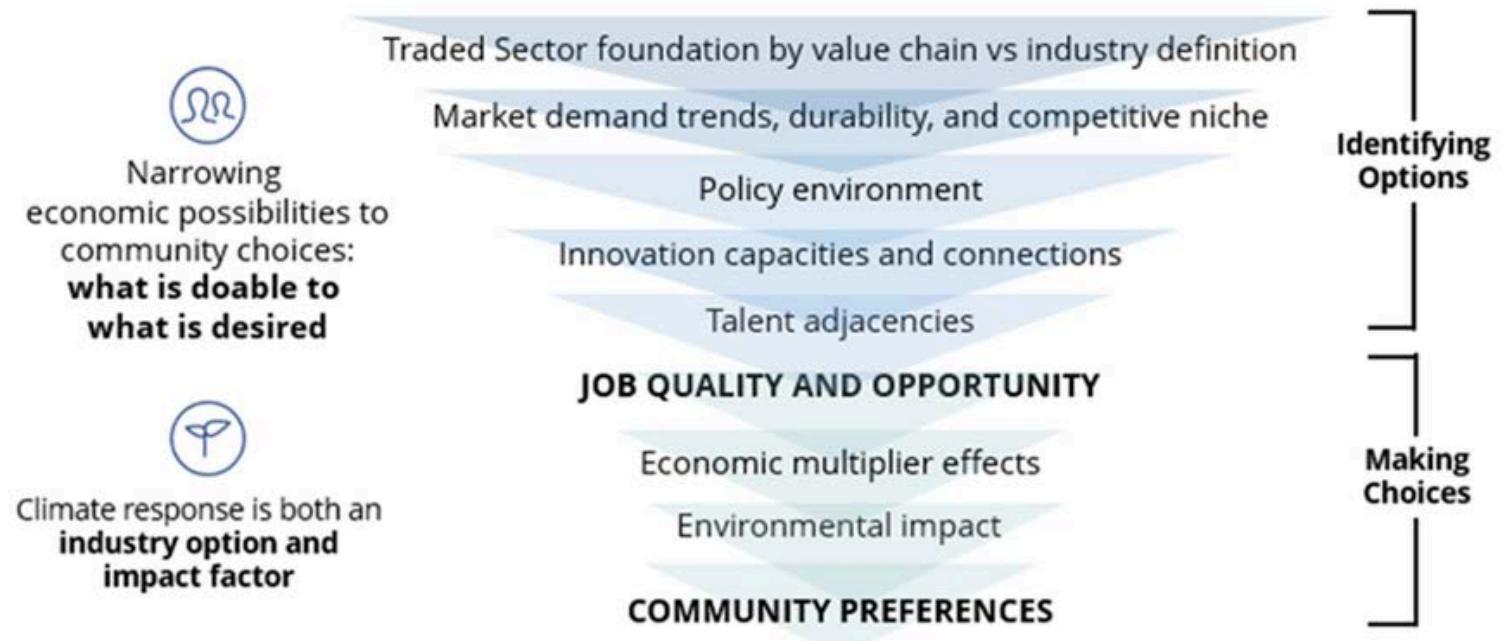 Traded Sector foundation by value chain vs industry definition
Market demand trends, durability, and competitive niche
Policy environment
Innovation capacities and connections
Talent adjacencies
JOB QUALITY AND OPPORTUNITY
Economic multiplier effects
Environmental impact
COMMUNITY PREFERENCES
Narrowing
economic possibilities to
community choices:
what is doable to
what is desired
Climate response is both an
industry option and
impact factor
Identifying
Options
Making
Choices